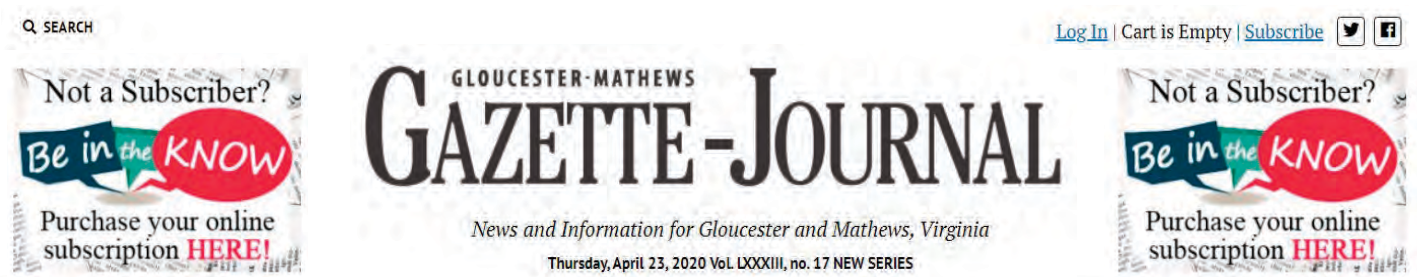 SEARCH
Log In | Cart is Empty | Subscribe
Not a Subscriber?
Be in the KNOW
Purchase your online
subscription HERE!
GLOUCESTER-MATHEWS
GAZETTE-JOURNAL
News and Information for Gloucester and Mathews, Virginia
Thursday, April 23, 2020 Vol. LXXXIII, no. 17 NEW SERIES
Not a Subscriber?
Be in the KNOW
Purchase your online
subscription HERE!